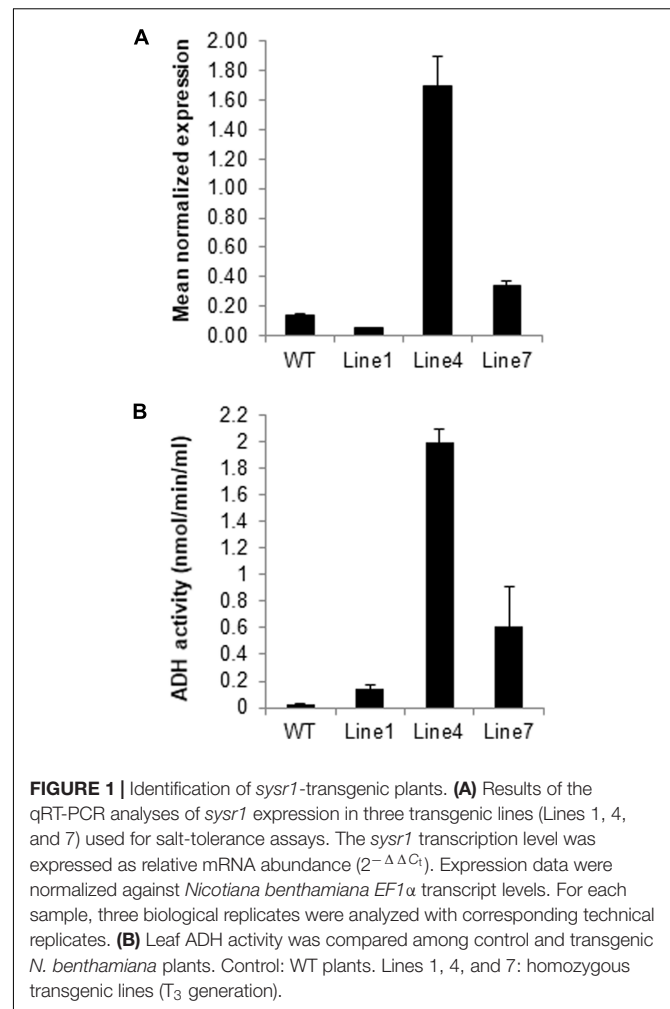 A
Mean normalized expression
2.00
1.80
1.60
1.40
1.20
1.00
0.80
0.60
0.40
0.20
0.00
WT Line1 Line4 Line7
B
ADH activity (nmol/min/ml)
2.2
2
1.8
1.6
1.4
1.2
1
0.8
0.6
0.4
0.2
0
WT Line1 Line4 Line7
FIGURE 1 | Identification of sysr1-transgenic plants. (A) Results of the
qRT-PCR analyses of sysr1 expression in three transgenic lines (Lines 1, 4,
and 7) used for salt-tolerance assays. The sysr1 transcription level was
expressed as relative mRNA abundance (2^−ΔΔCt). Expression data were
normalized against Nicotiana benthamiana EF1α transcript levels. For each
sample, three biological replicates were analyzed with corresponding technical
replicates. (B) Leaf ADH activity was compared among control and transgenic
N. benthamiana plants. Control: WT plants. Lines 1, 4, and 7: homozygous
transgenic lines (T3 generation).